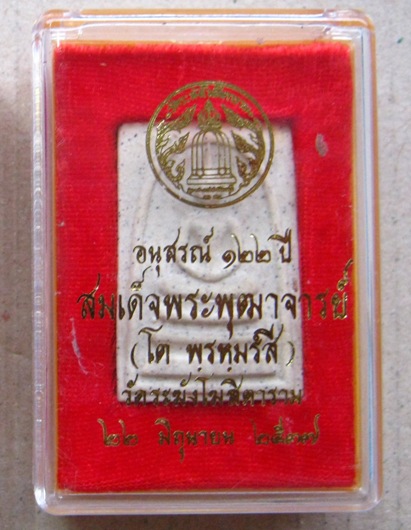 อนุสรณ์ ๑๒๒ ปี
สมเด็จพระพุฒาจารย์
(โต พรหมรํสี)
วัดระฆังโฆสิตาราม
๒๒ มิถุนายน ๒๕๓๗